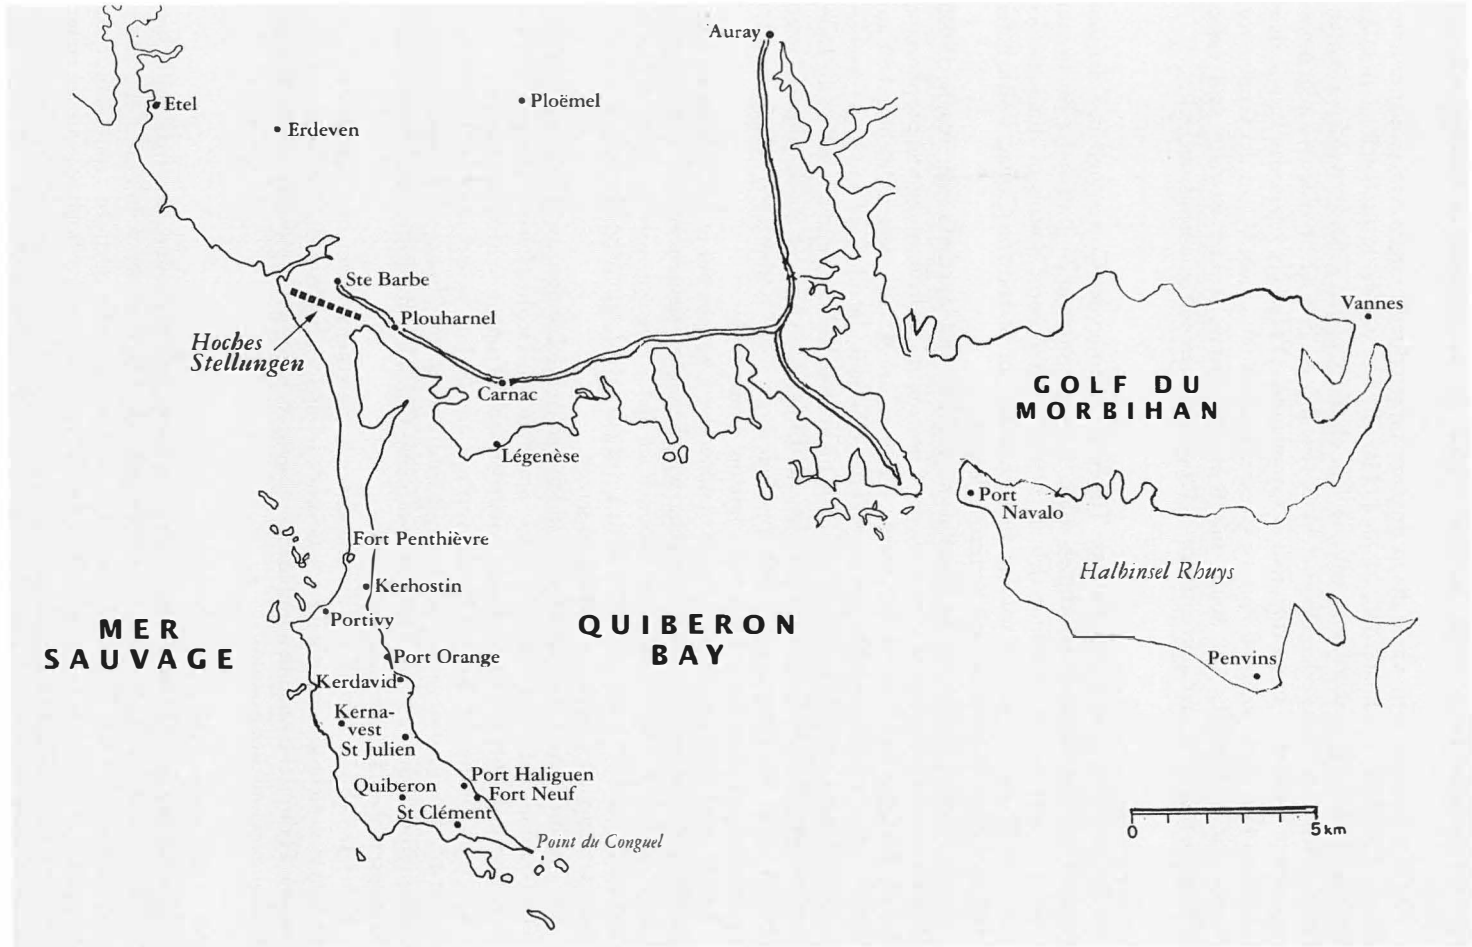 Auray
Etel
Ploëmel
Erdeven
Ste Barbe
Vannes
Plouharnel
Hoches
Stellungen
GOLF DU
MORBIHAN
Carnac
Légenèse
Port
Navalo
Fort Penthièvre
Halbinsel Rhuys
Kerhostin
Portivy
MER
SAUVAGE
QUIBERON
BAY
Port Orange
Penvins
Kerdavid
Kerna-
vest
St Julien
Port Haliguen
Quiberon
Fort Neuf
St Clément
Point du Conguel
0 5 km